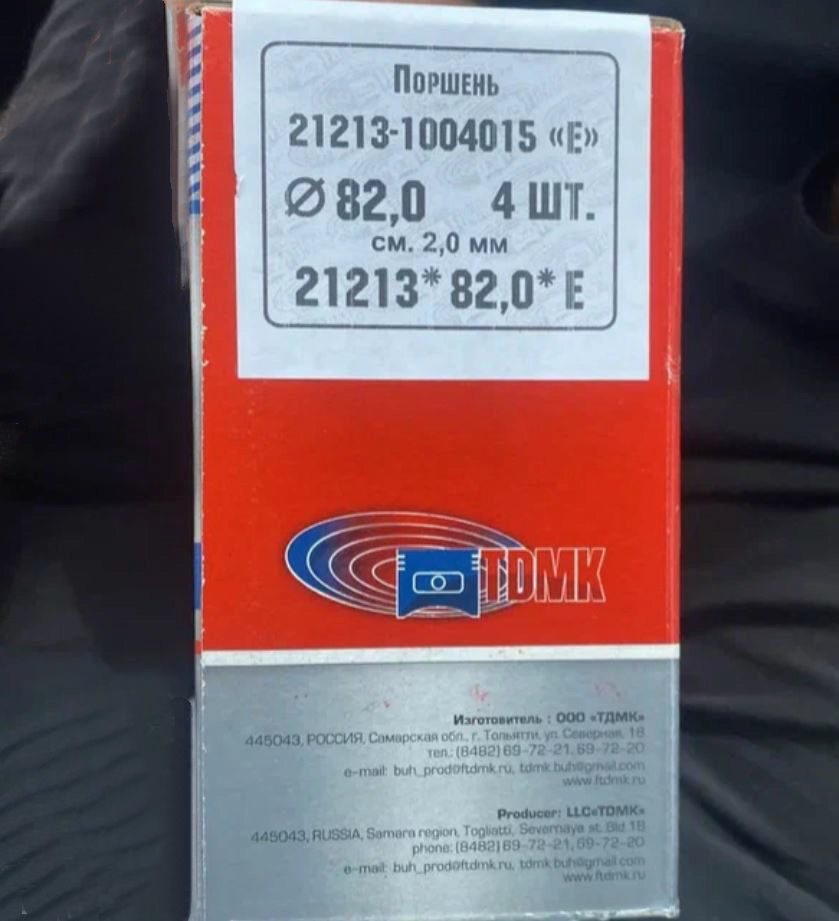 Поршень
21213-1004015 «Е»
Ø 82,0 4 шт.
см. 2,0 мм
21213* 82,0* Е
TDMK
Изготовитель : ООО «ТДМК»
445043, РОССИЯ, Самарская обл., г. Тольятти, ул. Северная, 18
тел.: (8482) 69-72-21, 69-72-20
e-mail: buh_prod@ftdmk.ru, tdmk.buh@gmail.com
www.ftdmk.ru
Producer: LLC«TDMK»
445043, RUSSIA, Samara region, Togliatti, Severnaya st. Bld 18
phone: (8482) 69-72-21, 69-72-20
e-mail: buh_prod@ftdmk.ru, tdmk.buh@gmail.com
www.ftdmk.ru